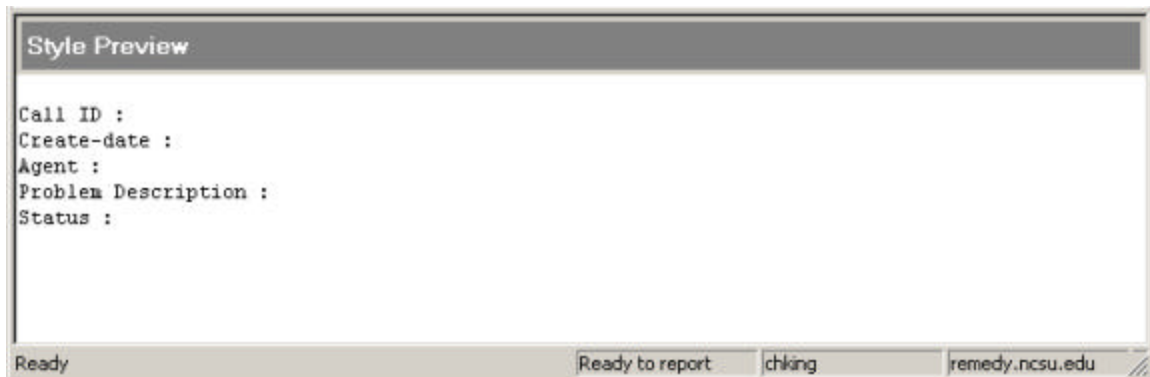 Style Preview
Call ID :
Create-date :
Agent :
Problem Description :
Status :
Ready Ready to report chking remedy.ncsu.edu